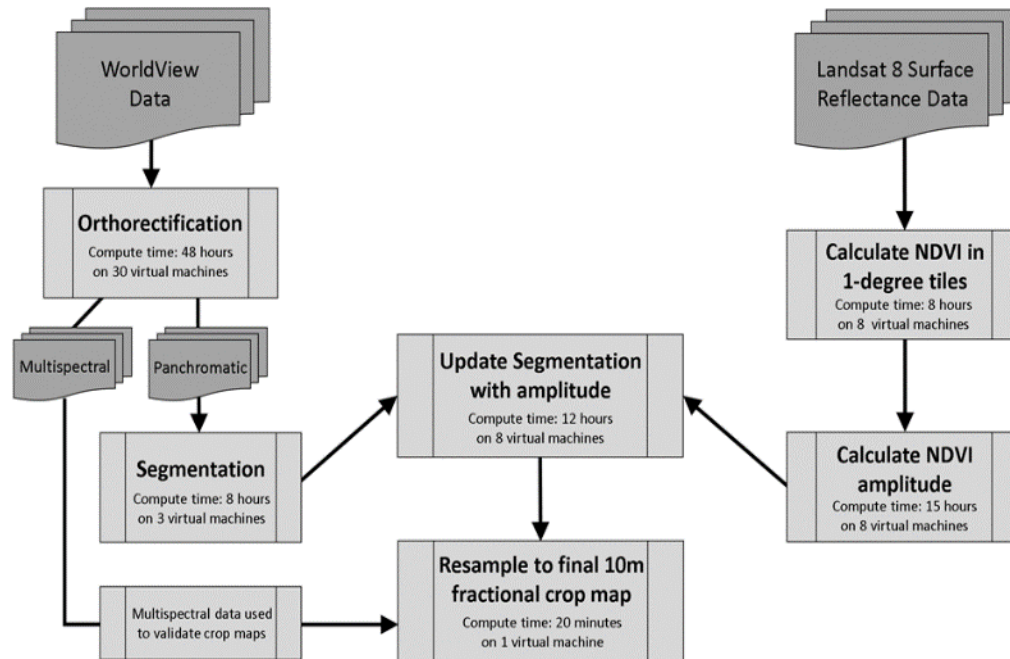 WorldView
Data
Landsat 8 Surface
Reflectance Data
Orthorectification
Compute time: 48 hours
on 30 virtual machines
Calculate NDVI in
1-degree tiles
Compute time: 8 hours
on 8 virtual machines
Multispectral
Panchromatic
Update Segmentation
with amplitude
Compute time: 12 hours
on 8 virtual machines
Segmentation
Compute time: 8 hours
on 3 virtual machines
Calculate NDVI
amplitude
Compute time: 15 hours
on 8 virtual machines
Resample to final 10m
fractional crop map
Compute time: 20 minutes
on 1 virtual machine
Multispectral data used
to validate crop maps